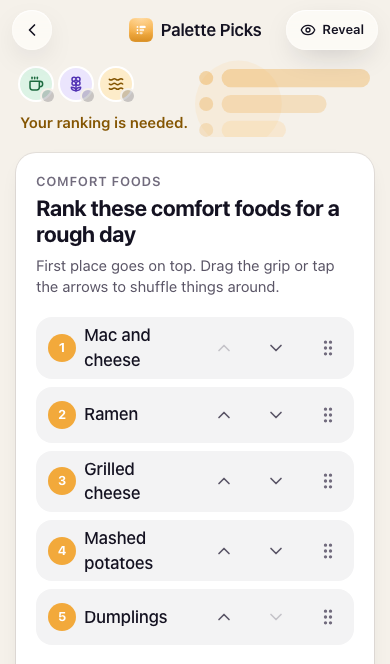 Palette Picks
Reveal
Your ranking is needed.
COMFORT FOODS
Rank these comfort foods for a
rough day
First place goes on top. Drag the grip or tap
the arrows to shuffle things around.
1
Mac and
cheese
2
Ramen
3
Grilled
cheese
4
Mashed
potatoes
5
Dumplings